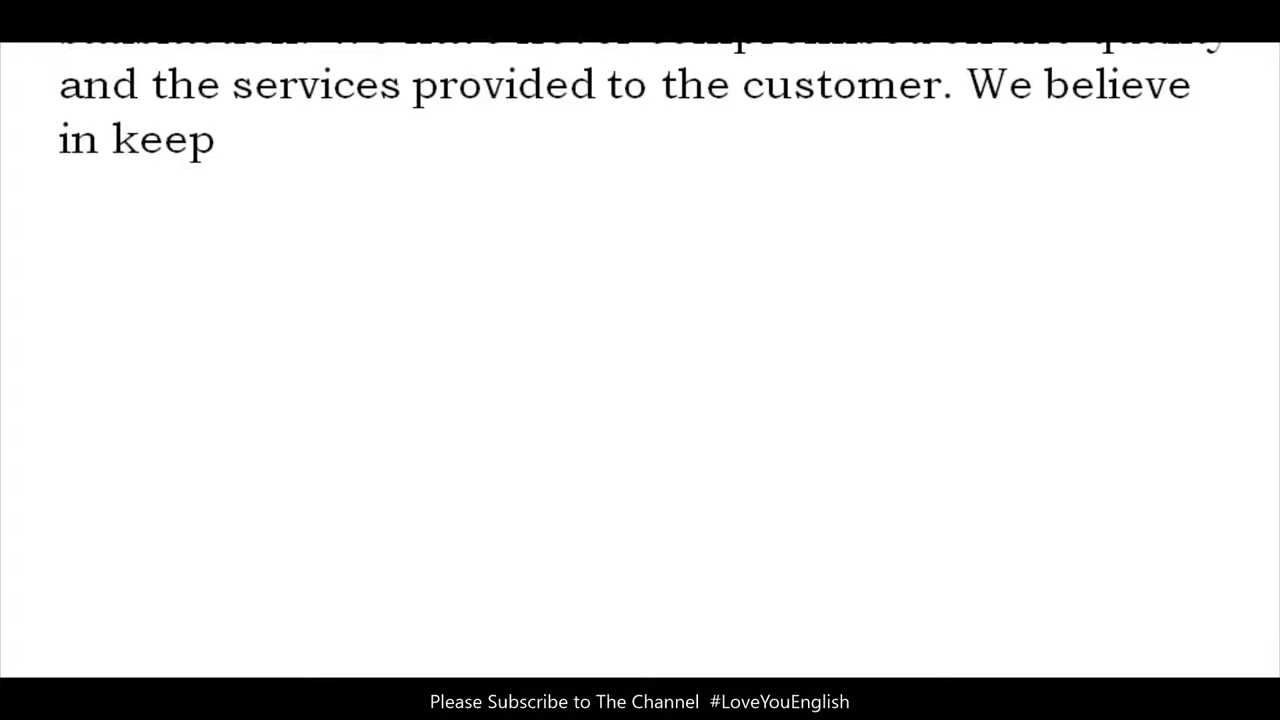 and the services provided to the customer. We believe
in keep
Please Subscribe to The Channel #LoveYouEnglish